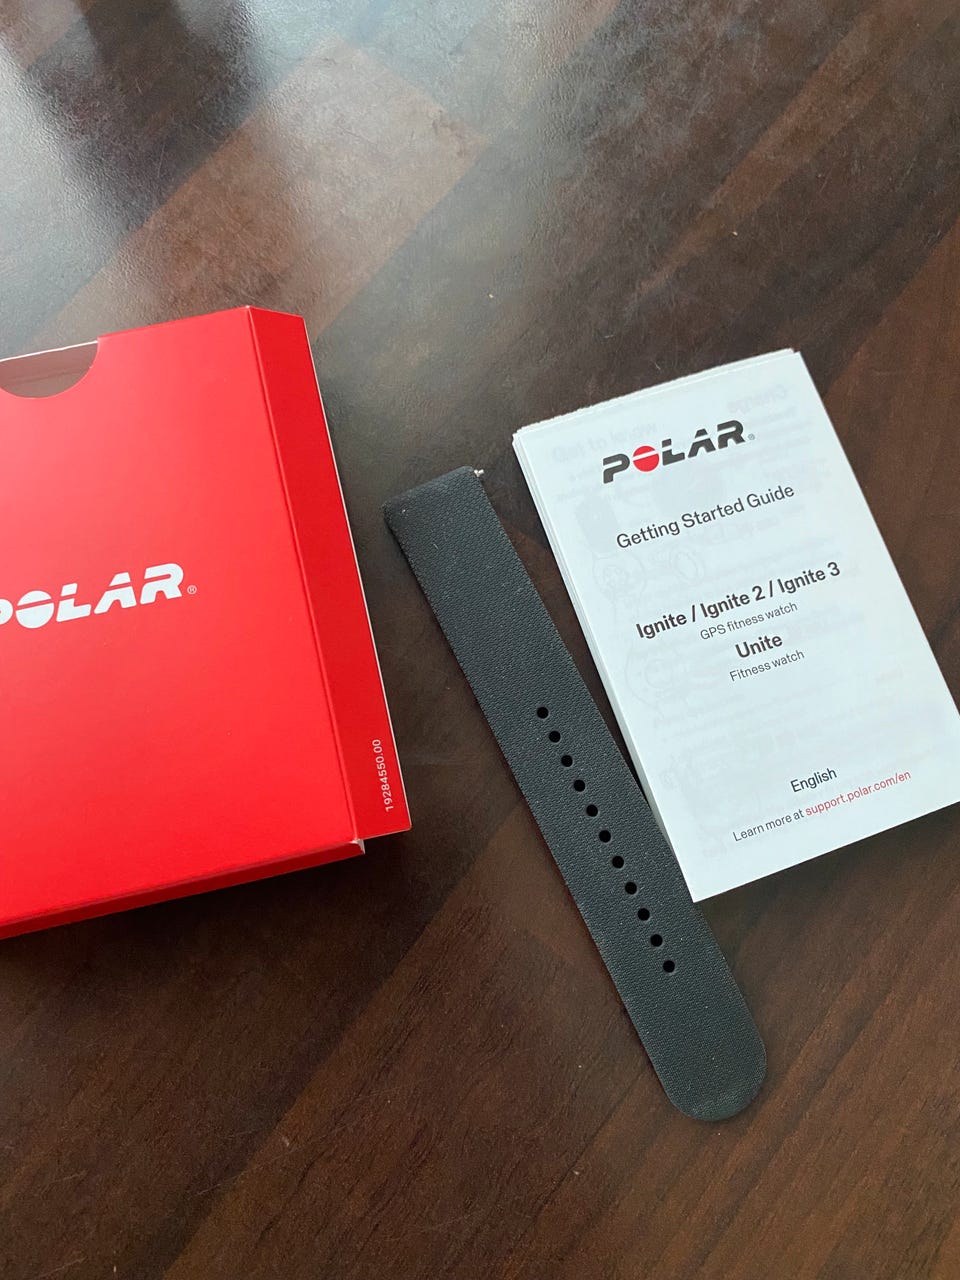 POLAR®
19284550.00
POLAR®
Getting Started Guide
Ignite / Ignite 2 / Ignite 3
GPS fitness watch
Unite
Fitness watch
English
Learn more at support.polar.com/en